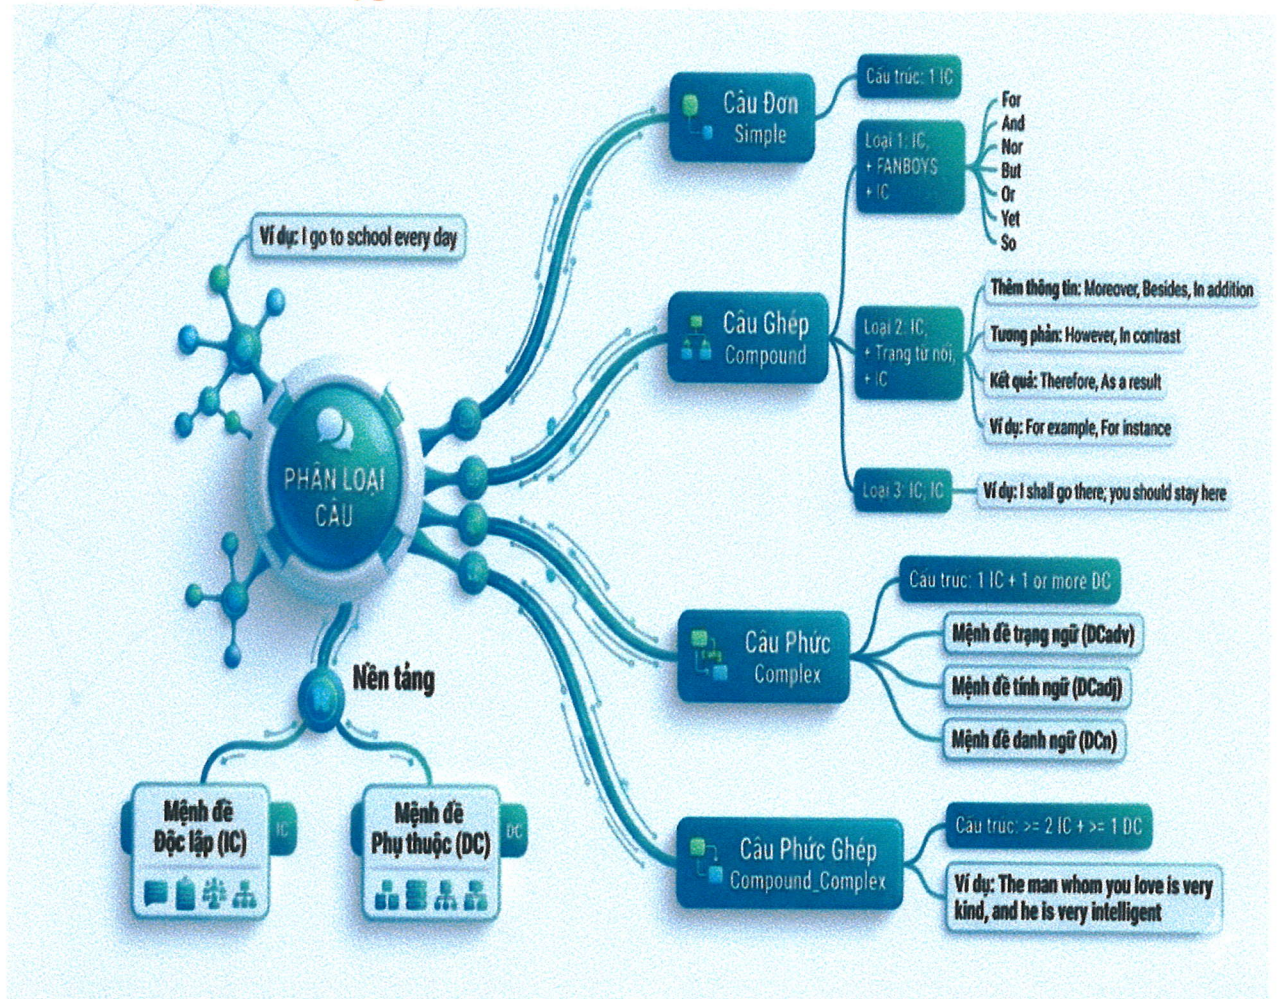 PHÂN LOẠI
CÂU
Ví dụ: I go to school every day
Nền tảng
Mệnh đề
Độc lập (IC)
IC
Mệnh đề
Phụ thuộc (DC)
DC
Câu Đơn
Simple
Cấu trúc: 1 IC
Câu Ghép
Compound
Loại 1: IC,
+ FANBOYS
+ IC
For
And
Nor
But
Or
Yet
So
Loại 2: IC,
+ Trạng từ nối,
+ IC
Thêm thông tin: Moreover, Besides, In addition
Tương phản: However, In contrast
Kết quả: Therefore, As a result
Ví dụ: For example, For instance
Loại 3: IC, IC
Ví dụ: I shall go there; you should stay here
Câu Phức
Complex
Cấu trúc: 1 IC + 1 or more DC
Mệnh đề trạng ngữ (DCadv)
Mệnh đề tính ngữ (DCadj)
Mệnh đề danh ngữ (DCn)
Câu Phức Ghép
Compound_Complex
Cấu trúc: >= 2 IC + >= 1 DC
Ví dụ: The man whom you love is very
kind, and he is very intelligent